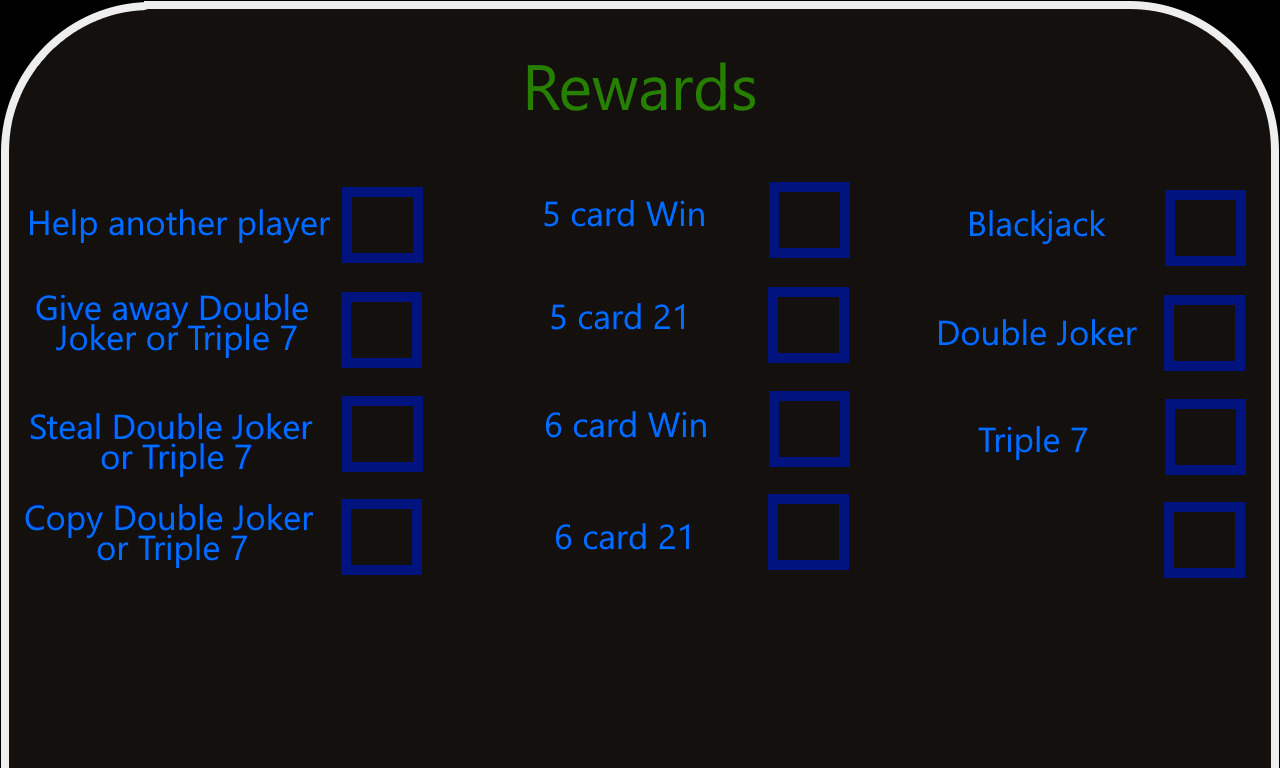 Rewards
Help another player
5 card Win
Blackjack
Give away Double
Joker or Triple 7
5 card 21
Double Joker
Steal Double Joker
or Triple 7
6 card Win
Triple 7
Copy Double Joker
or Triple 7
6 card 21